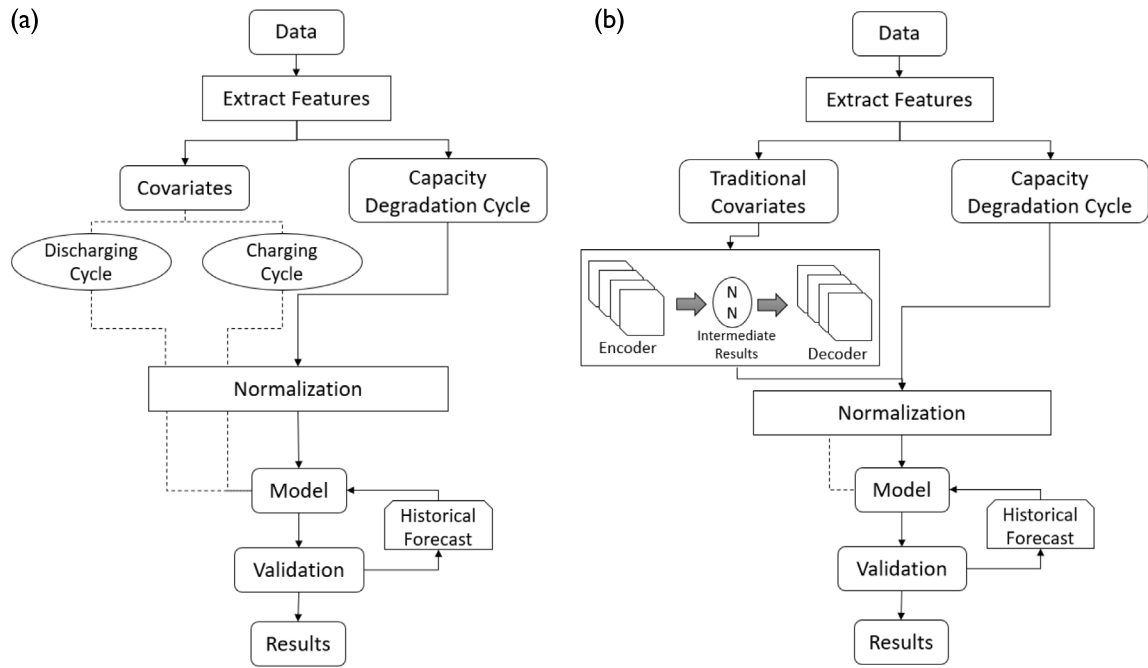 (a)
Data
Extract Features
Covariates
Capacity
Degradation Cycle
Discharging
Cycle
Charging
Cycle
Normalization
Model
Historical
Forecast
Validation
Results
(b)
Data
Extract Features
Traditional
Covariates
Capacity
Degradation Cycle
N
N
Encoder
Intermediate
Results
Decoder
Normalization
Model
Historical
Forecast
Validation
Results